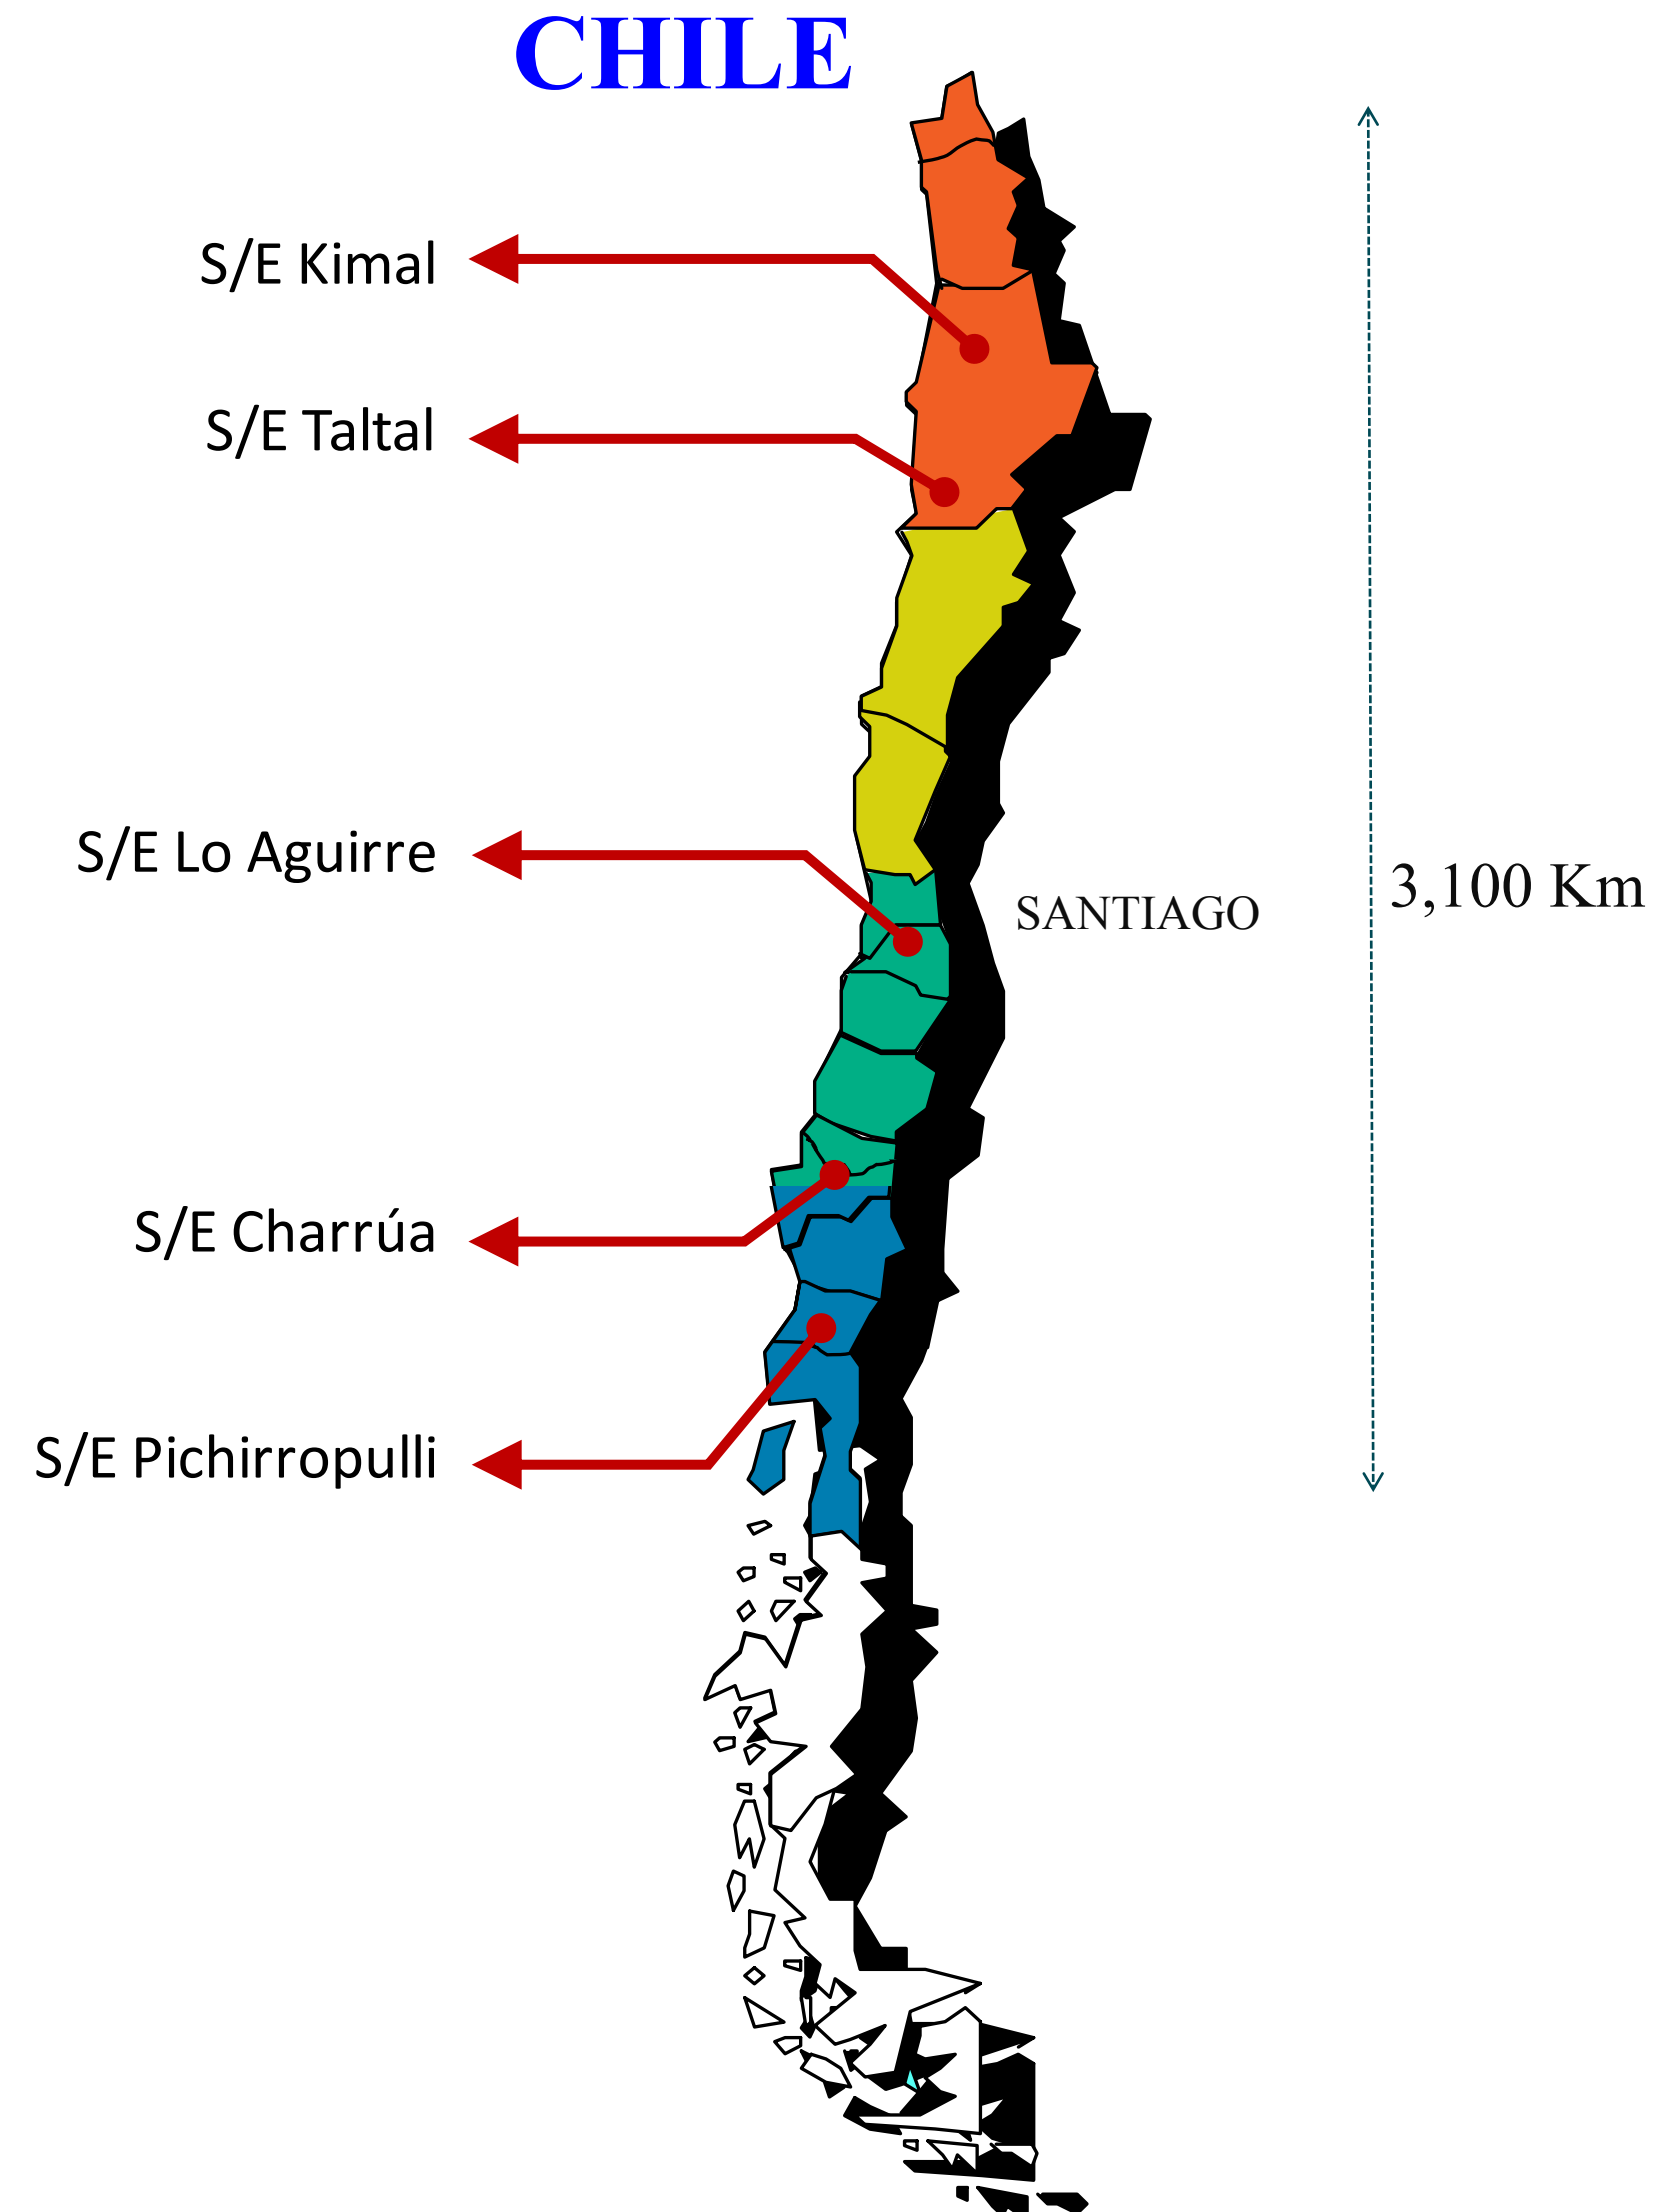 CHILE
S/E Kimal
S/E Taltal
S/E Lo Aguirre
3,100 Km
SANTIAGO
S/E Charrúa
S/E Pichirropulli